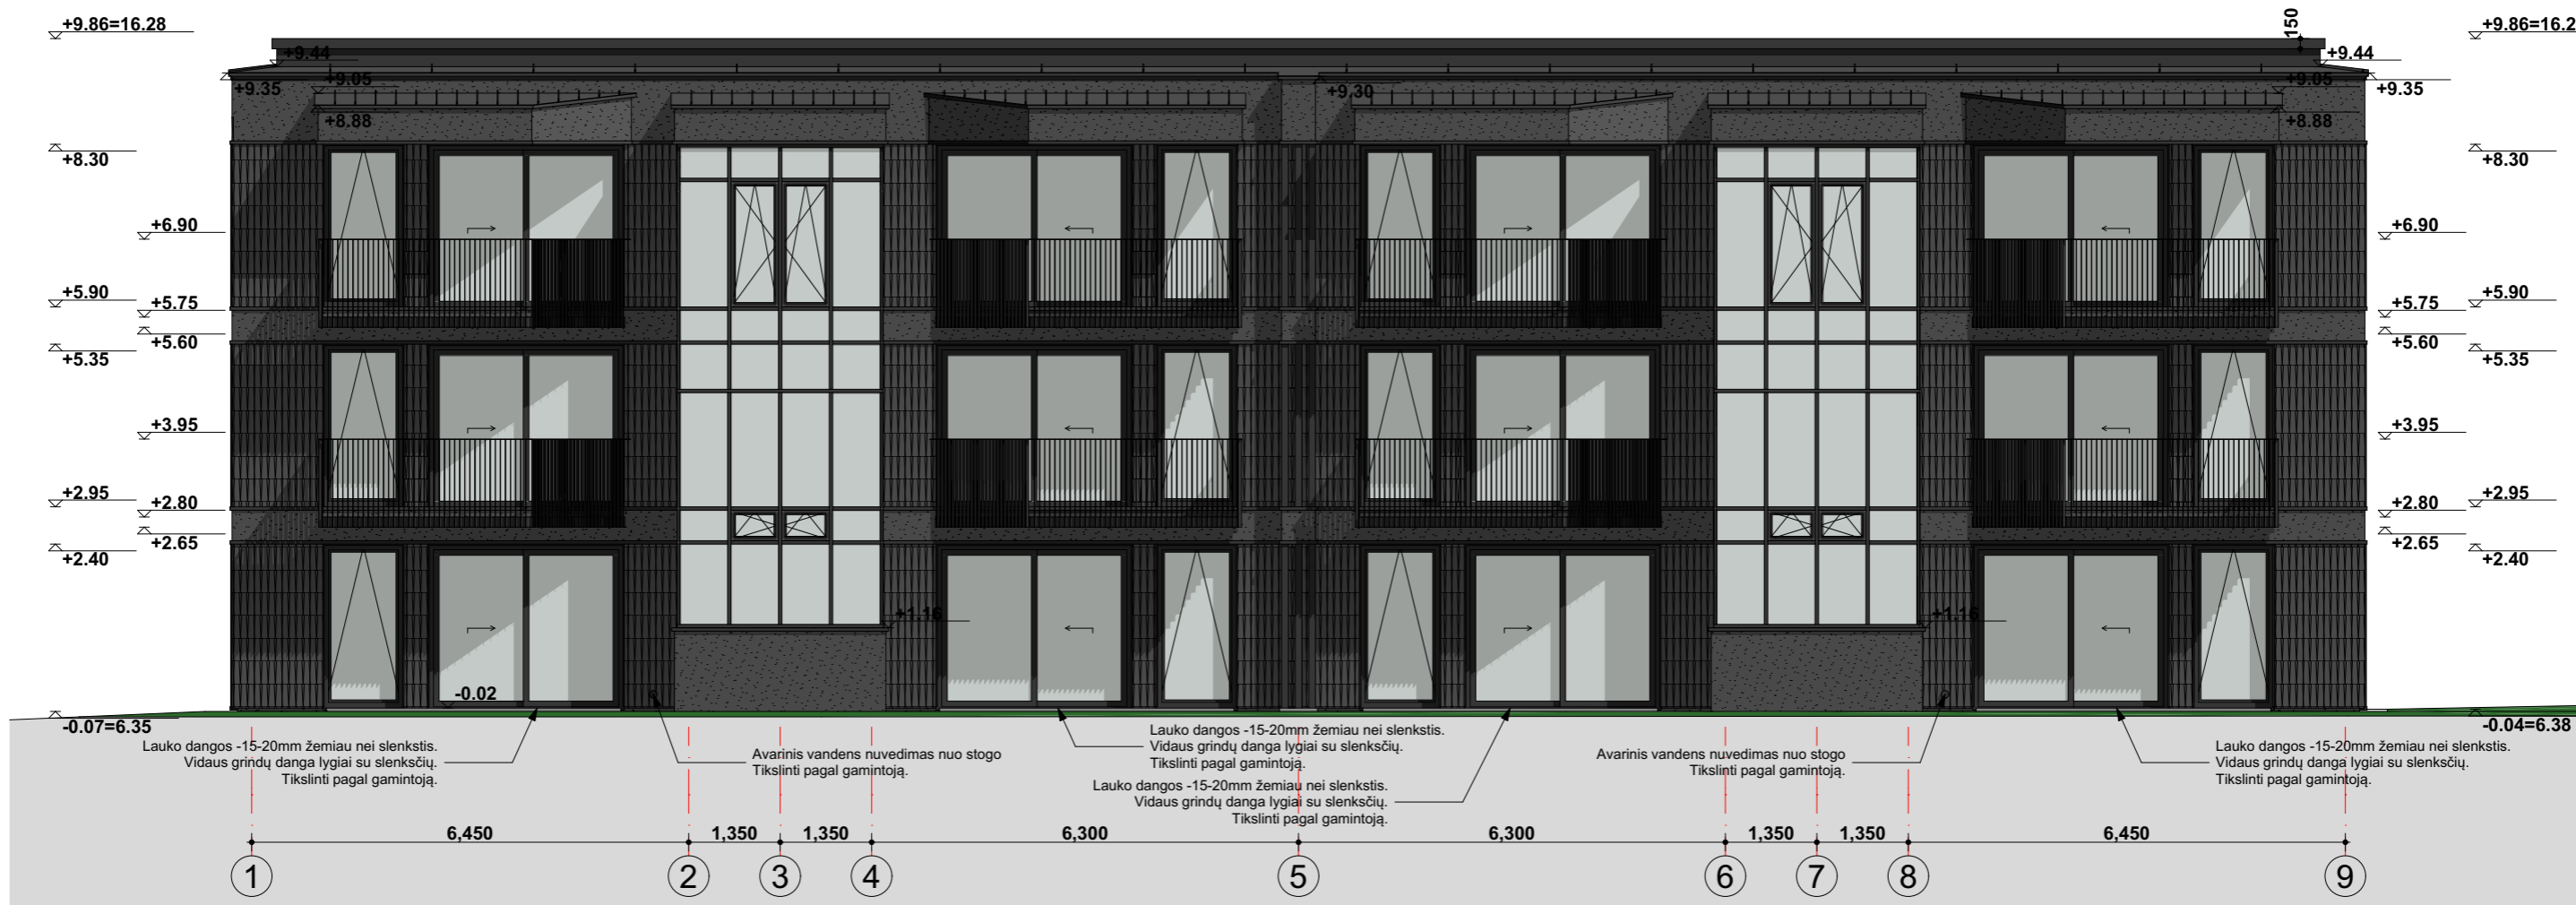 +9.86=16.28
150
+9.86=16.2
+9.44
+9.44
+9.05
+9.05
+9.35
+9.30
+9.35
+8.88
+8.88
+8.30
+8.30
+6.90
+6.90
+5.90
+5.75
+5.75
+5.90
+5.60
+5.60
+5.35
+5.35
+3.95
+3.95
+2.95
+2.80
+2.80
+2.95
+2.65
+2.65
+2.40
+2.40
+1.16
+1.16
-0.02
-0.07=6.35
-0.04=6.38
Lauko dangos -15-20mm žemiau nei slenkstis.
Vidaus grindų danga lygiai su slenksčių.
Tikslinti pagal gamintoją.
Avarinis vandens nuvedimas nuo stogo
Tikslinti pagal gamintoją.
Lauko dangos -15-20mm žemiau nei slenkstis.
Vidaus grindų danga lygiai su slenksčių.
Tikslinti pagal gamintoją.
Lauko dangos -15-20mm žemiau nei slenkstis.
Vidaus grindų danga lygiai su slenksčių.
Tikslinti pagal gamintoją.
Avarinis vandens nuvedimas nuo stogo
Tikslinti pagal gamintoją.
Lauko dangos -15-20mm žemiau nei slenkstis.
Vidaus grindų danga lygiai su slenksčių.
Tikslinti pagal gamintoją.
6,450 1,350 1,350 6,300 6,300 1,350 1,350 6,450
1 2 3 4 5 6 7 8 9